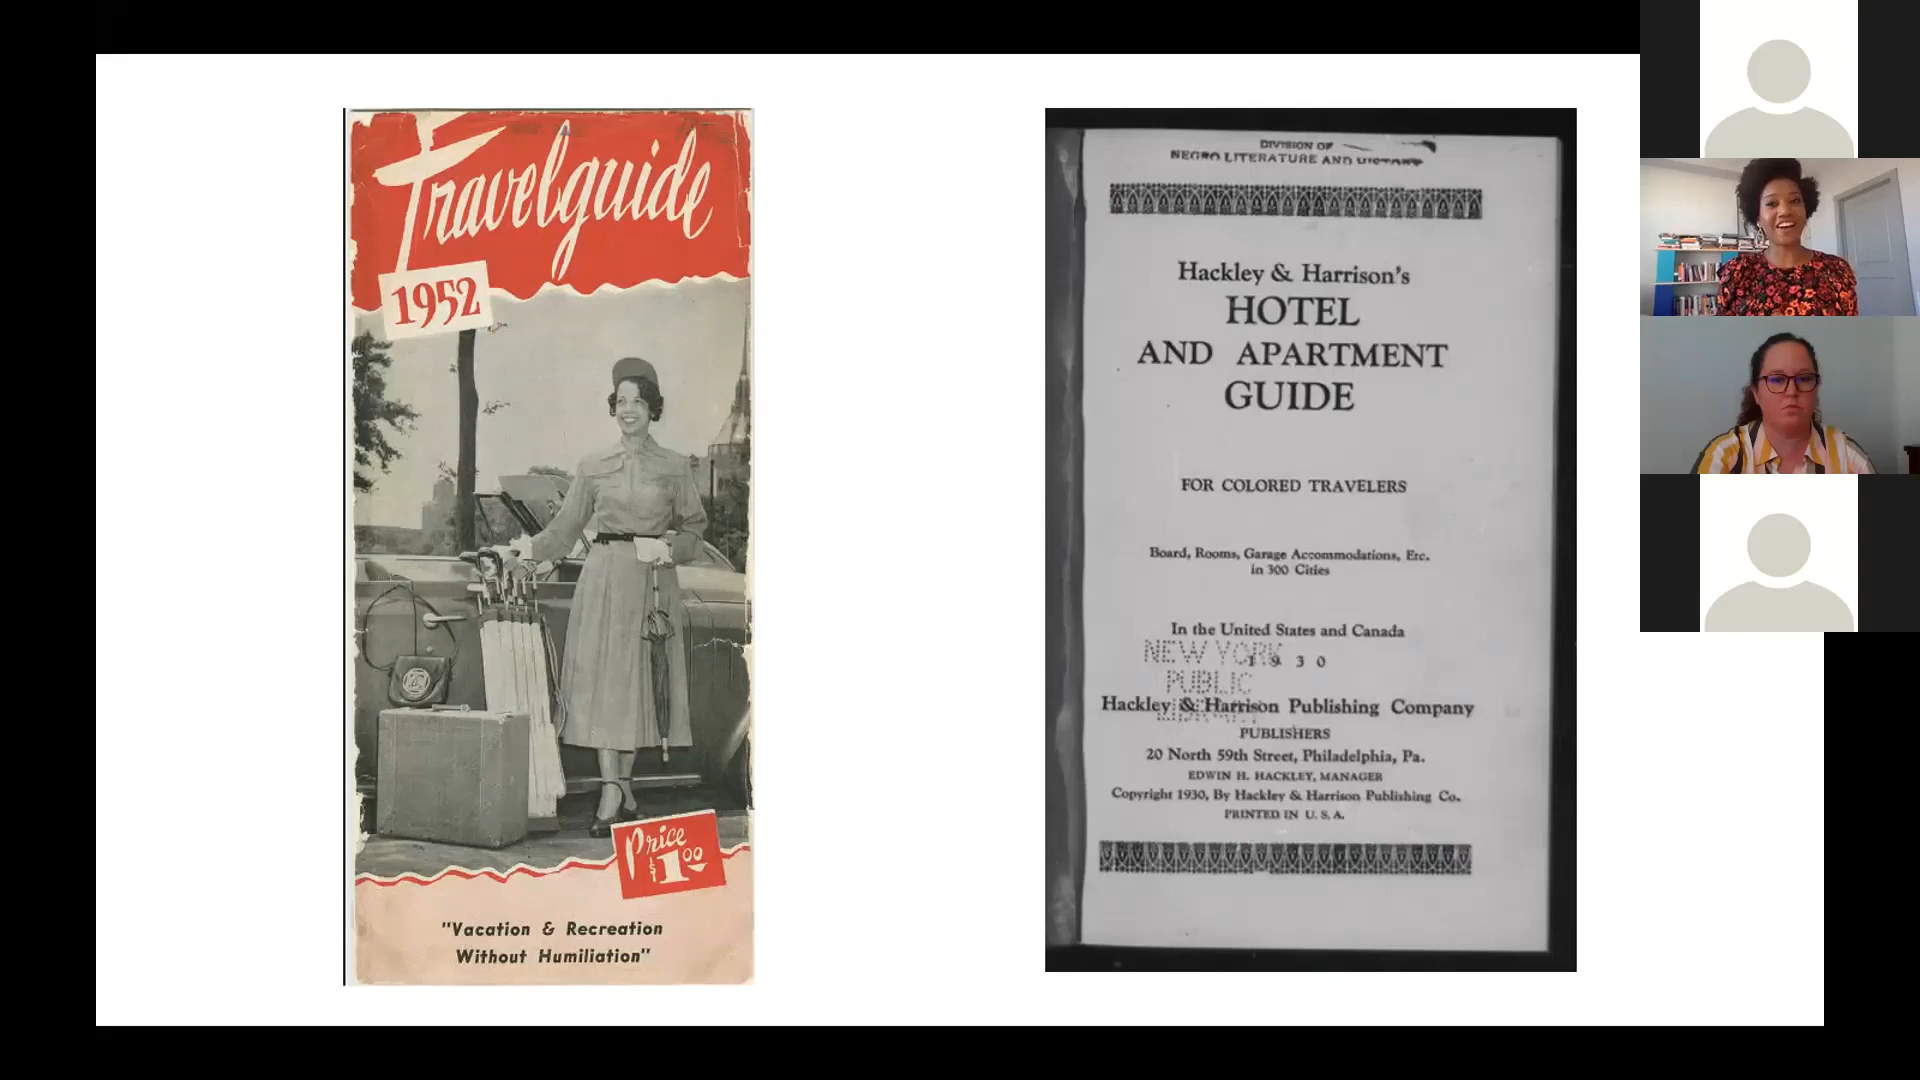 Travelguide
1952
Price
$1.00
"Vacation & Recreation
Without Humiliation"
DIVISION OF
NEGRO LITERATURE AND HISTORY
Hackley & Harrison's
HOTEL
AND APARTMENT
GUIDE
FOR COLORED TRAVELERS
Board, Rooms, Garage Accommodations, Etc.
in 300 Cities
In the United States and Canada
NEW YORK
1930
PUBLIC
LIBRARY
Hackley & Harrison Publishing Company
PUBLISHERS
20 North 59th Street, Philadelphia, Pa.
EDWIN H. HACKLEY, MANAGER
Copyright 1930, By Hackley & Harrison Publishing Co.
PRINTED IN U. S. A.